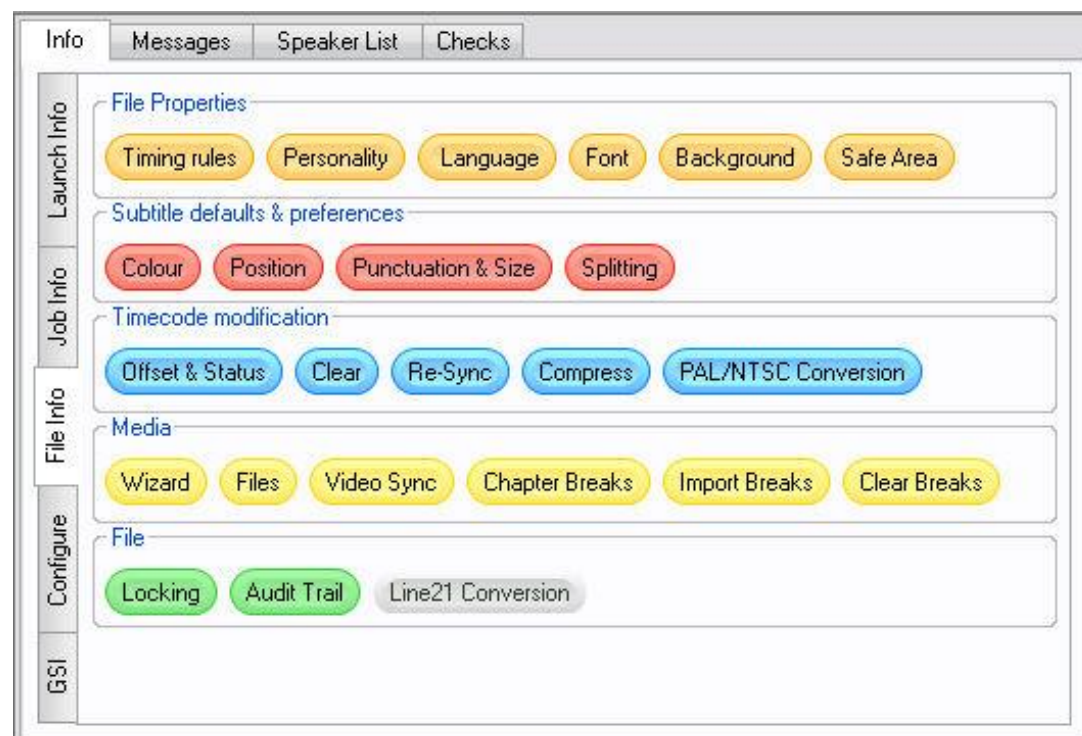 Info Messages Speaker List Checks
Launch Info
Job Info
File Info
Configure
GSI
File Properties
Timing rules Personality Language Font Background Safe Area
Subtitle defaults & preferences
Colour Position Punctuation & Size Splitting
Timecode modification
Offset & Status Clear Re-Sync Compress PAL/NTSC Conversion
Media
Wizard Files Video Sync Chapter Breaks Import Breaks Clear Breaks
File
Locking Audit Trail Line21 Conversion